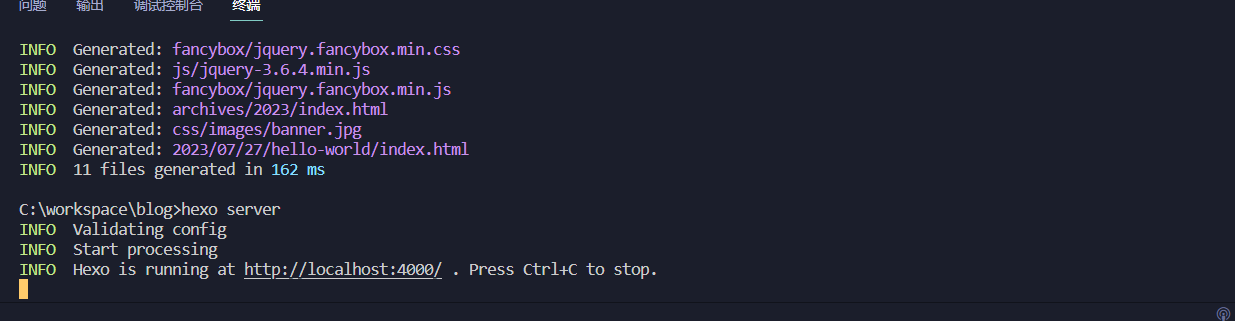 问题 输出 调试控制台 终端
INFO  Generated: fancybox/jquery.fancybox.min.css
INFO  Generated: js/jquery-3.6.4.min.js
INFO  Generated: fancybox/jquery.fancybox.min.js
INFO  Generated: archives/2023/index.html
INFO  Generated: css/images/banner.jpg
INFO  Generated: 2023/07/27/hello-world/index.html
INFO  11 files generated in 162 ms
C:\workspace\blog>hexo server
INFO  Validating config
INFO  Start processing
INFO  Hexo is running at http://localhost:4000/ . Press Ctrl+C to stop.